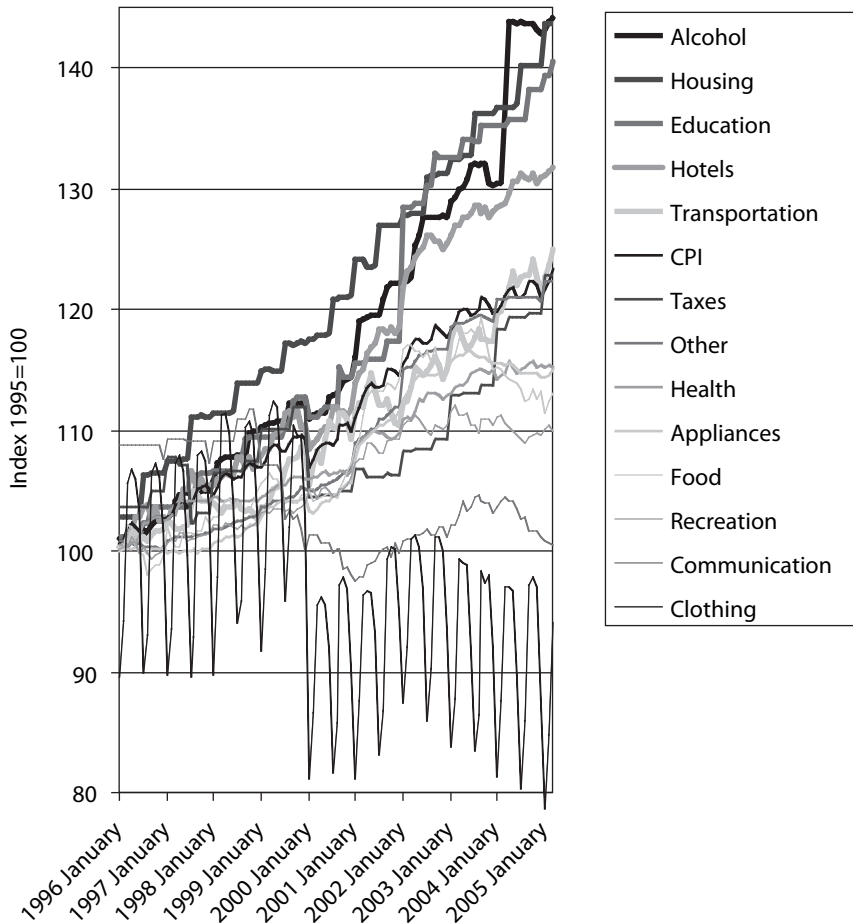 Index 1995=100
140
130
120
110
100
90
80
1996 January
1997 January
1998 January
1999 January
2000 January
2001 January
2002 January
2003 January
2004 January
2005 January
Alcohol
Housing
Education
Hotels
Transportation
CPI
Taxes
Other
Health
Appliances
Food
Recreation
Communication
Clothing